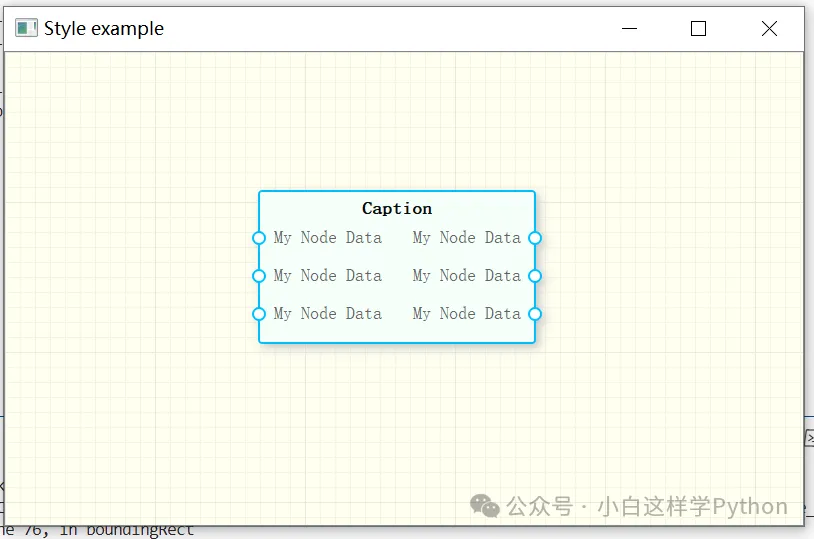 Style example
Caption
My Node Data My Node Data
My Node Data My Node Data
My Node Data My Node Data
公众号 · 小白这样学Python
ne 76, in boundingRect